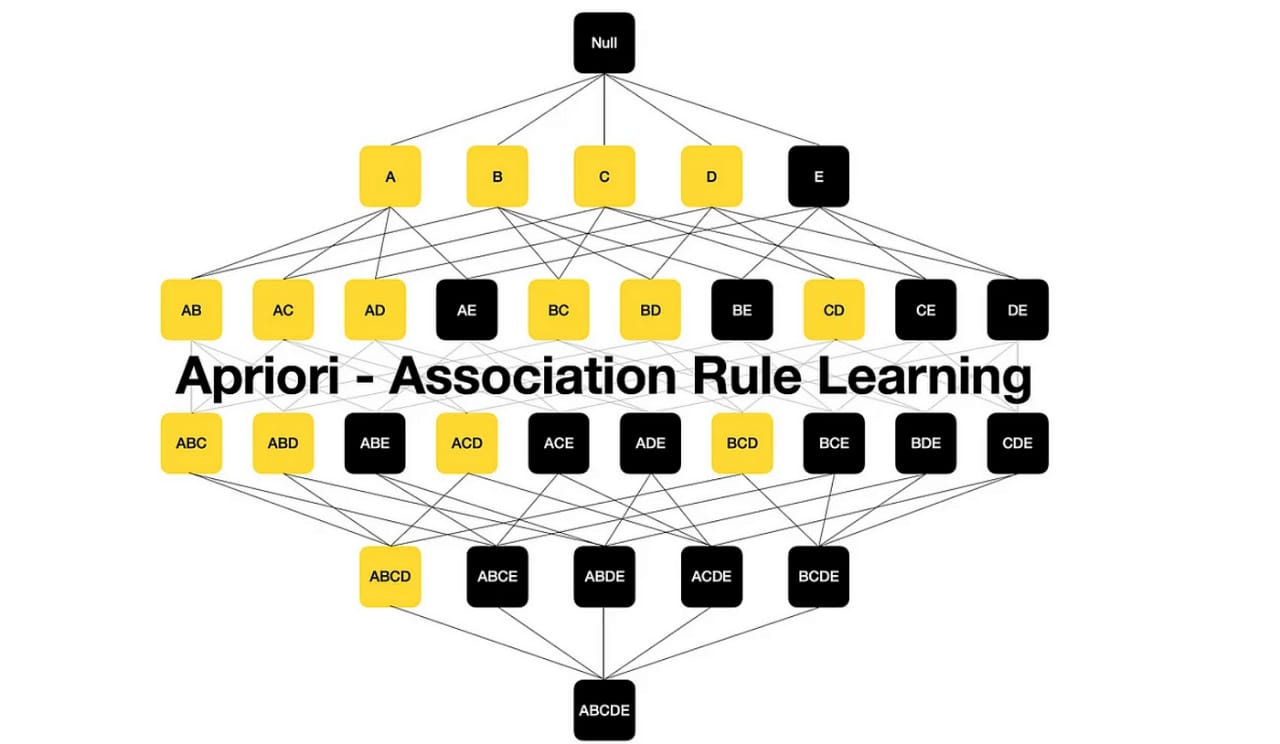 Null
A B C D E
AB AC AD AE BC BD BE CD CE DE
Apriori - Association Rule Learning
ABC ABD ABE ACD ACE ADE BCD BCE BDE CDE
ABCD ABCE ABDE ACDE BCDE
ABCDE